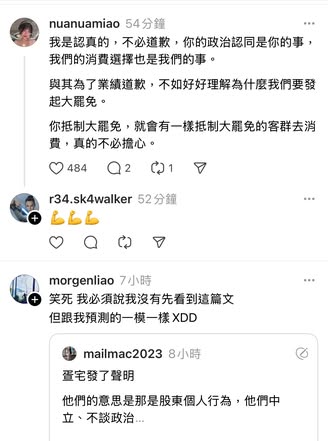 nuanuamiao 54分鐘
我是認真的，不必道歉，你的政治認同是你的事，
我們的消費選擇也是我們的事。
與其為了業績道歉，不如好好理解為什麼我們要發
起大罷免。
你抵制大罷免，就會有一樣抵制大罷免的客群去消
費，真的不必擔心。
484 2 1
r34.sk4walker 52分鐘
💪💪💪
morgenliao 7小時
笑死 我必須說我沒有先看到這篇文
但跟我預測的一模一樣 XDD
mailmac2023 8小時
疍宅發了聲明
他們的意思是那是股東個人行為，他們中
立、不談政治...